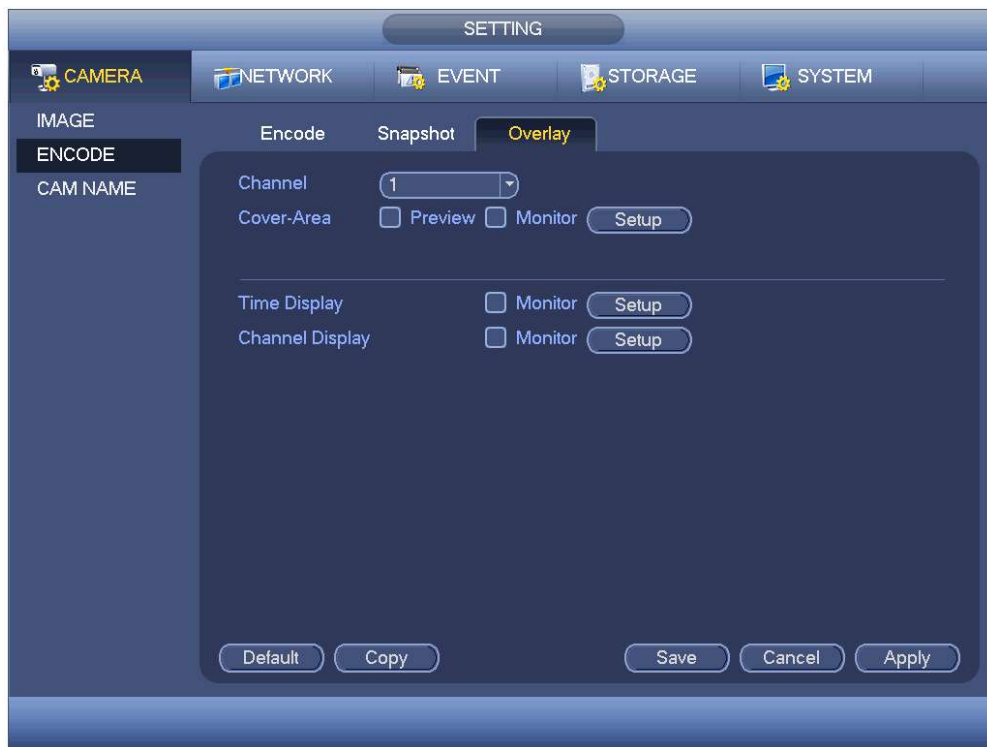 SETTING
CAMERA NETWORK EVENT STORAGE SYSTEM
IMAGE
ENCODE
CAM NAME
Encode Snapshot Overlay
Channel 1
Cover-Area Preview Monitor Setup
Time Display Monitor Setup
Channel Display Monitor Setup
Default Copy Save Cancel Apply